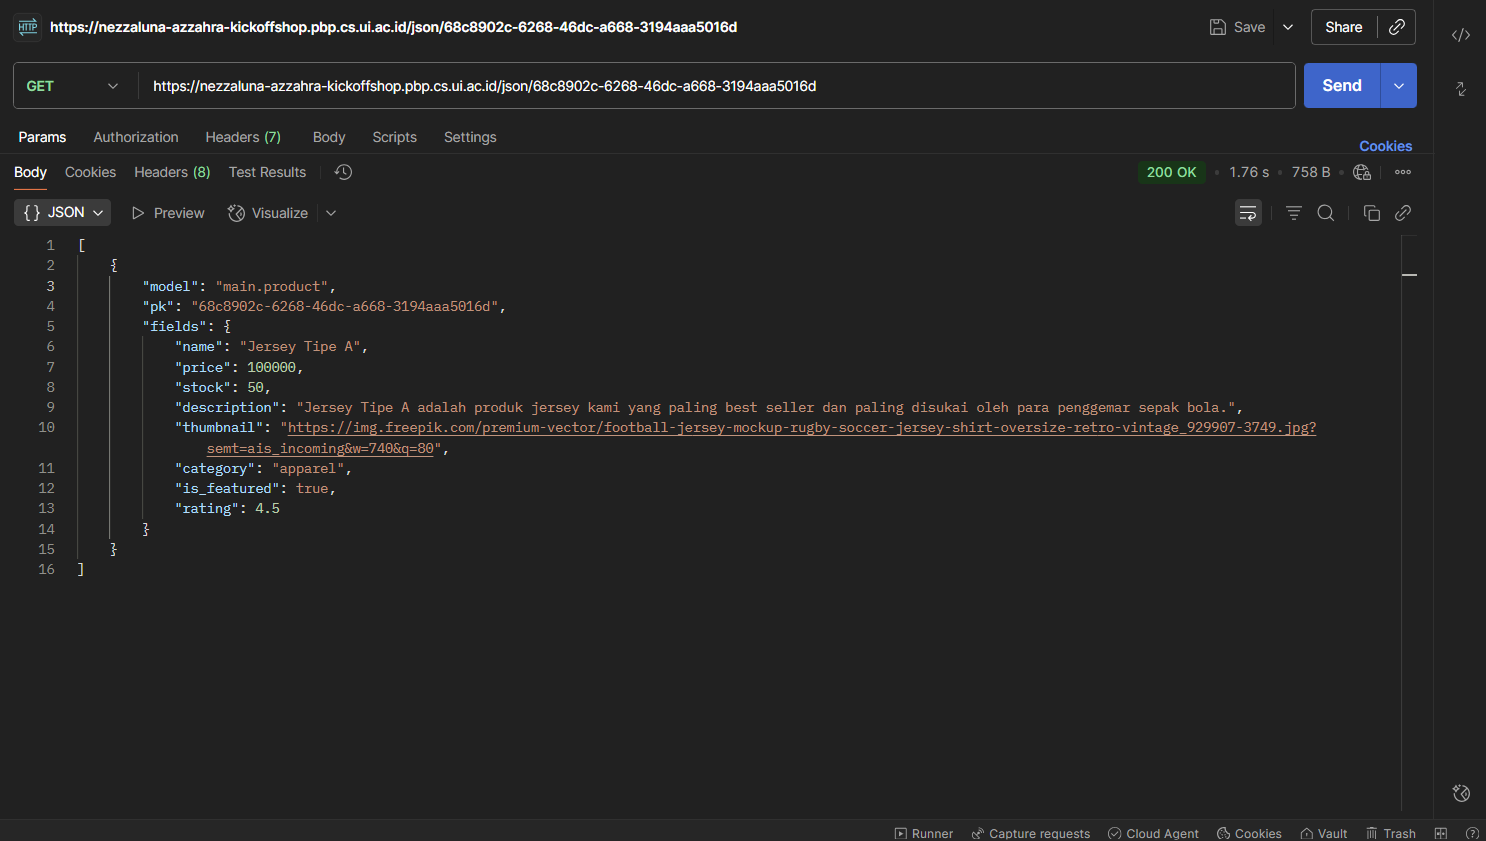 HTTP https://nezzaluna-azzahra-kickoffshop.pbp.cs.ui.ac.id/json/68c8902c-6268-46dc-a668-3194aaa5016d Save Share
GET https://nezzaluna-azzahra-kickoffshop.pbp.cs.ui.ac.id/json/68c8902c-6268-46dc-a668-3194aaa5016d Send
Params Authorization Headers (7) Body Scripts Settings Cookies
Body Cookies Headers (8) Test Results 200 OK • 1.76 s • 758 B •
{} JSON Preview Visualize
1 [
2 {
3 "model": "main.product",
4 "pk": "68c8902c-6268-46dc-a668-3194aaa5016d",
5 "fields": {
6 "name": "Jersey Tipe A",
7 "price": 100000,
8 "stock": 50,
9 "description": "Jersey Tipe A adalah produk jersey kami yang paling best seller dan paling disukai oleh para penggemar sepak bola.",
10 "thumbnail": "https://img.freepik.com/premium-vector/football-jersey-mockup-rugby-soccer-jersey-shirt-oversize-retro-vintage_929907-3749.jpg?
semt=ais_incoming&w=740&q=80",
11 "category": "apparel",
12 "is_featured": true,
13 "rating": 4.5
14 }
15 }
16 ]
Runner Capture requests Cloud Agent Cookies Vault Trash